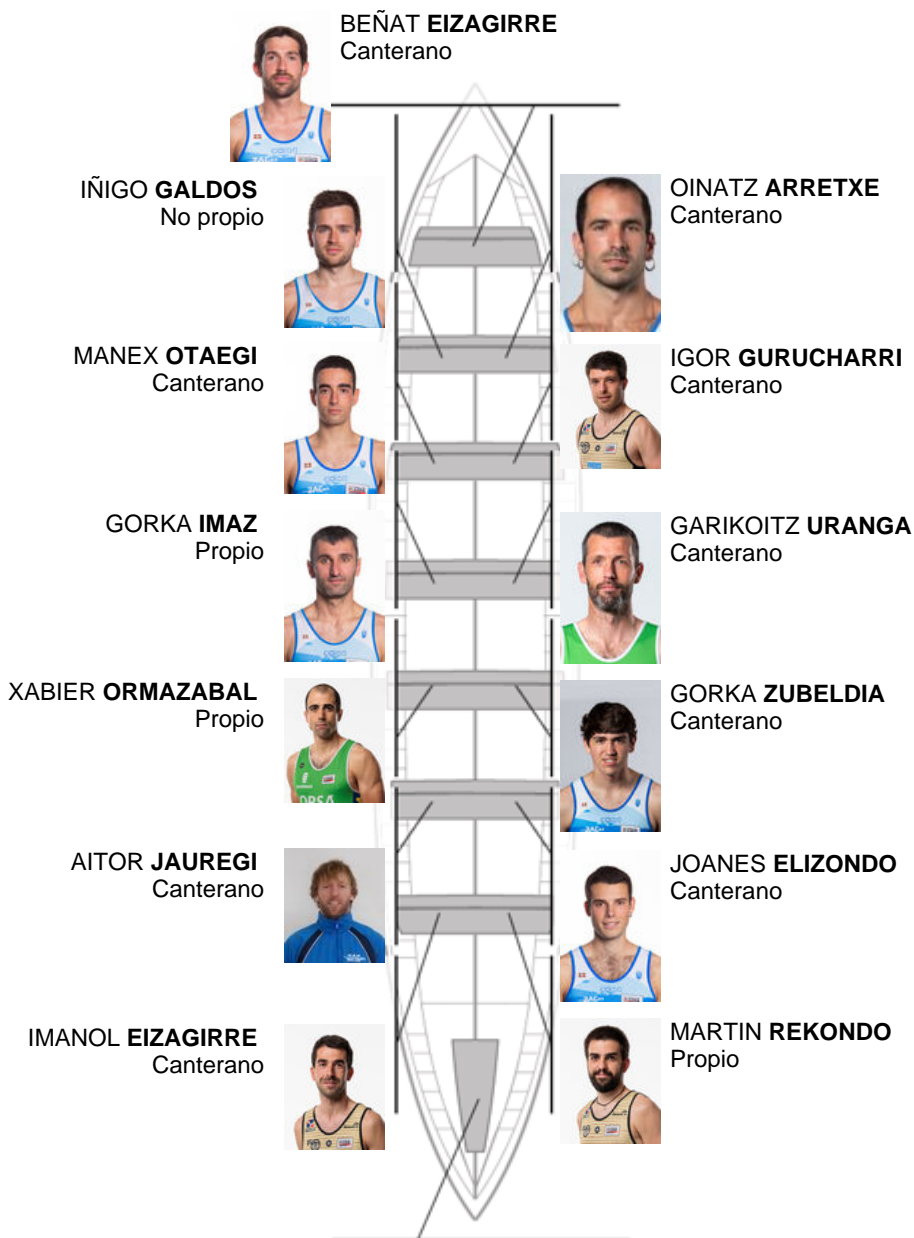 BEÑAT EIZAGIRRE
Canterano
IÑIGO GALDOS
No propio
OINATZ ARRETXE
Canterano
MANEX OTAEGI
Canterano
IGOR GURUCHARRI
Canterano
GORKA IMAZ
Propio
GARIKOITZ URANGA
Canterano
XABIER ORMAZABAL
Propio
GORKA ZUBELDIA
Canterano
AITOR JAUREGI
Canterano
JOANES ELIZONDO
Canterano
IMANOL EIZAGIRRE
Canterano
MARTIN REKONDO
Propio